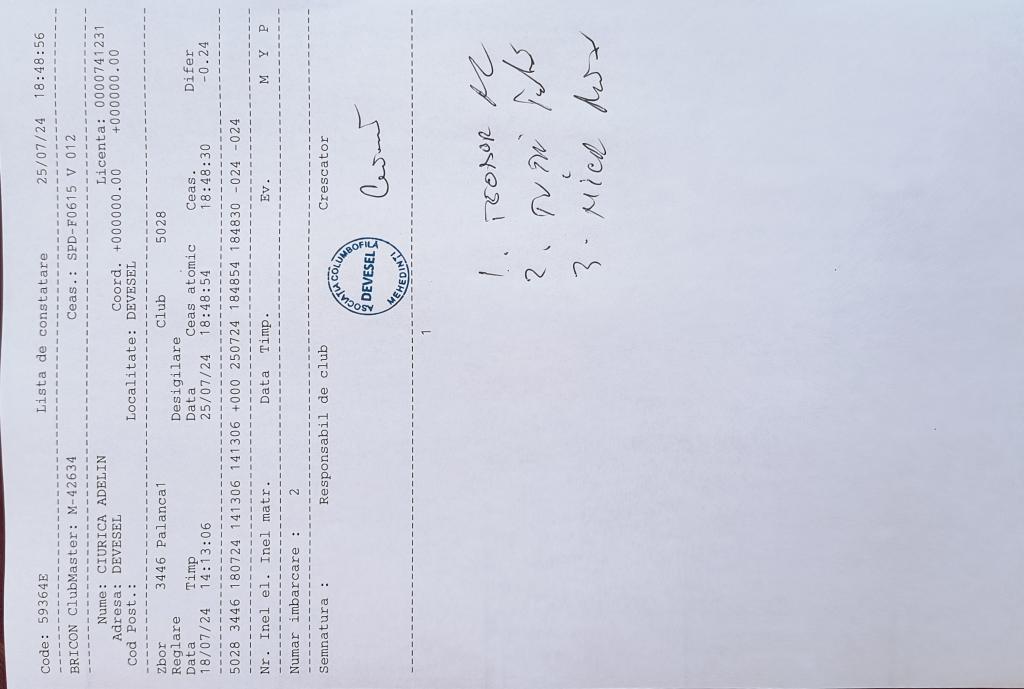 Code: 59364E Lista de constatare 25/07/24 18:48:56
BRICON ClubMaster: M-42634 Ceas.: SPD-F0615 V 012
Nume: CIURICA ADELIN Licenta: 0000741231
Adresa: DEVESEL Coord. +000000.00 +000000.00
Cod Post.: Localitate: DEVESEL
Zbor 3446 Palanca1 Club 5028
Reglare Desigilare
Data Timp Data Ceas atomic Ceas. Difer
18/07/24 14:13:06 25/07/24 18:48:54 18:48:30 -0.24
5028 3446 180724 141306 141306 +000 250724 184854 184830 -024 -024
Nr. Inel el. Inel matr. Data Timp. Ev. M Y P
Numar imbarcare : 2
Semnatura : Responsabil de club Crescator
ASOCIATIA COLUMBOFILĂ
DEVESEL
MEHEDINTI
1
1. TEODOR
2.
3. MICU